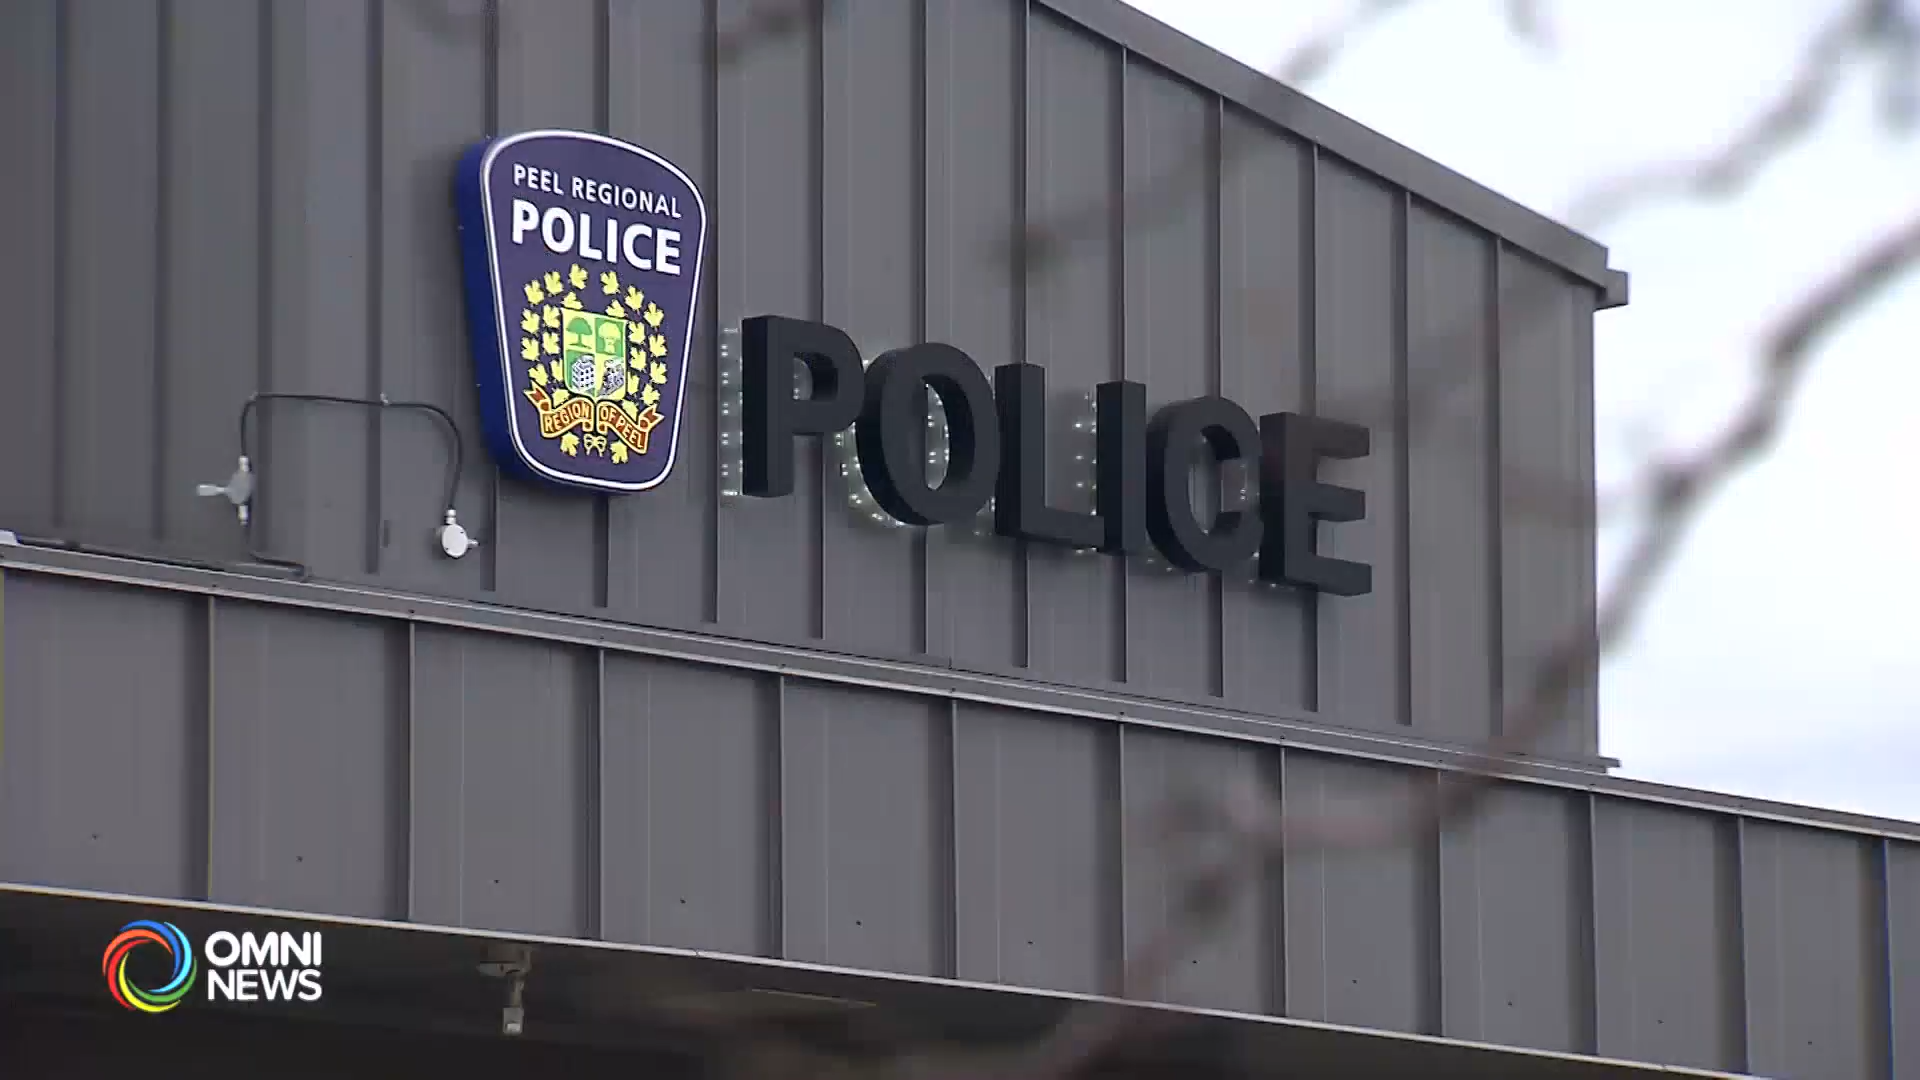 PEEL REGIONAL
POLICE
REGION OF PEEL
POLICE
OMNI
NEWS